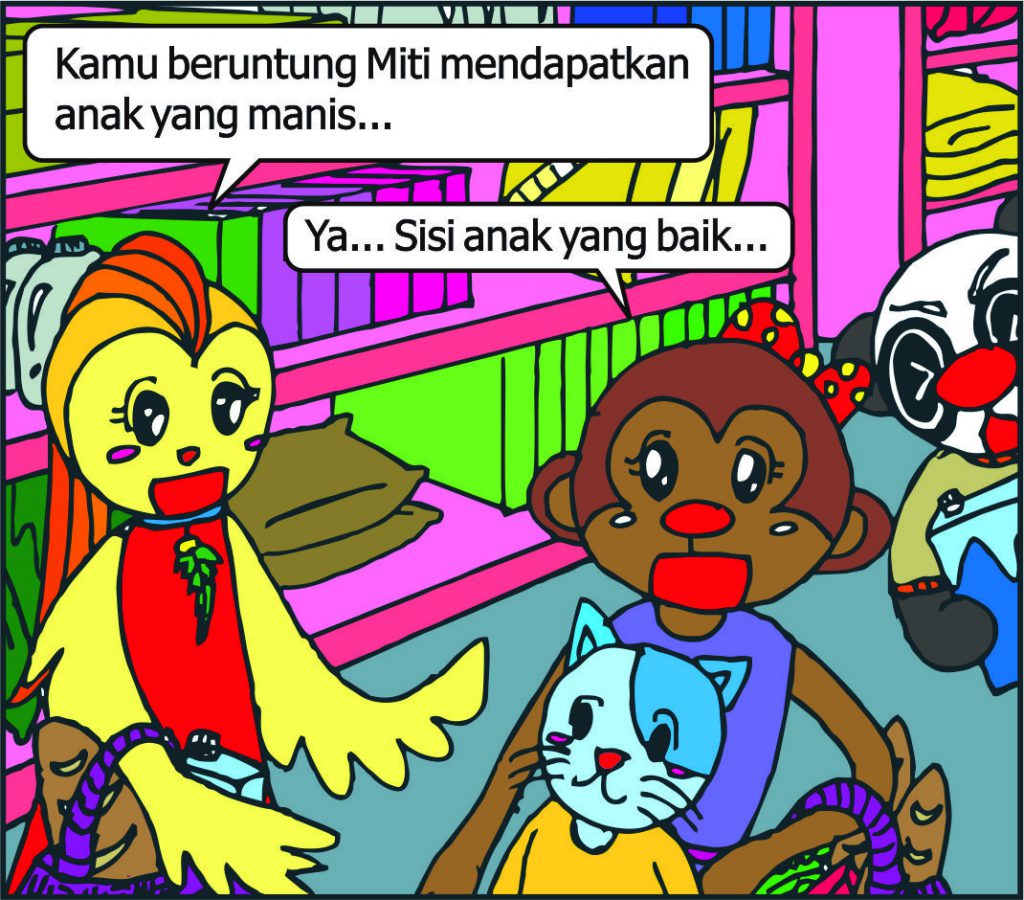 Kamu beruntung Miti mendapatkan
anak yang manis...
Ya... Sisi anak yang baik...